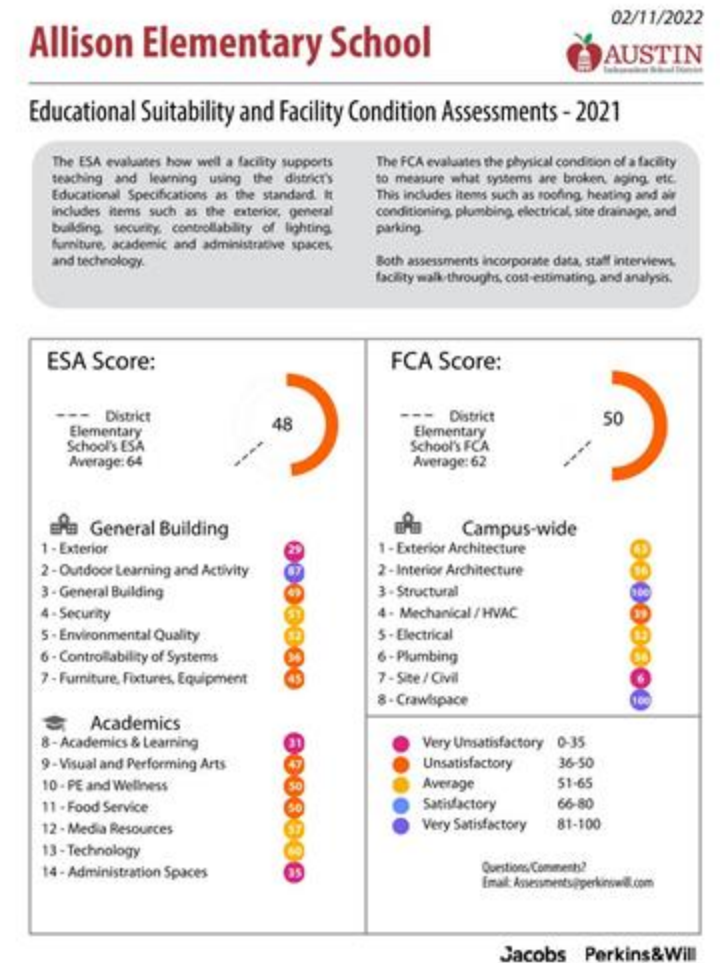 02/11/2022
Allison Elementary School
AUSTIN
Independent School District
Educational Suitability and Facility Condition Assessments - 2021
The ESA evaluates how well a facility supports
teaching and learning using the district's
Educational Specifications as the standard. It
includes items such as the exterior, general
building, security, controllability of lighting,
furniture, academic and administrative spaces,
and technology.
The FCA evaluates the physical condition of a facility
to measure what systems are broken, aging, etc.
This includes items such as roofing, heating and air
conditioning, plumbing, electrical, site drainage, and
parking.
Both assessments incorporate data, staff interviews,
facility walk-throughs, cost-estimating, and analysis.
ESA Score:
--- District
Elementary
School's ESA
Average: 64
48
General Building
1 - Exterior 29
2 - Outdoor Learning and Activity 87
3 - General Building 49
4 - Security 51
5 - Environmental Quality 52
6 - Controllability of Systems 36
7 - Furniture, Fixtures, Equipment 45
Academics
8 - Academics & Learning 31
9 - Visual and Performing Arts 47
10 - PE and Wellness 50
11 - Food Service 50
12 - Media Resources 57
13 - Technology 60
14 - Administration Spaces 35
FCA Score:
--- District
Elementary
School's FCA
Average: 62
50
Campus-wide
1 - Exterior Architecture
2 - Interior Architecture 56
3 - Structural 100
4 - Mechanical / HVAC 39
5 - Electrical 52
6 - Plumbing 56
7 - Site / Civil 6
8 - Crawlspace 100
Very Unsatisfactory 0-35
Unsatisfactory 36-50
Average 51-65
Satisfactory 66-80
Very Satisfactory 81-100
Questions/Comments?
Email: Assessments@perkinswill.com
Jacobs Perkins&Will